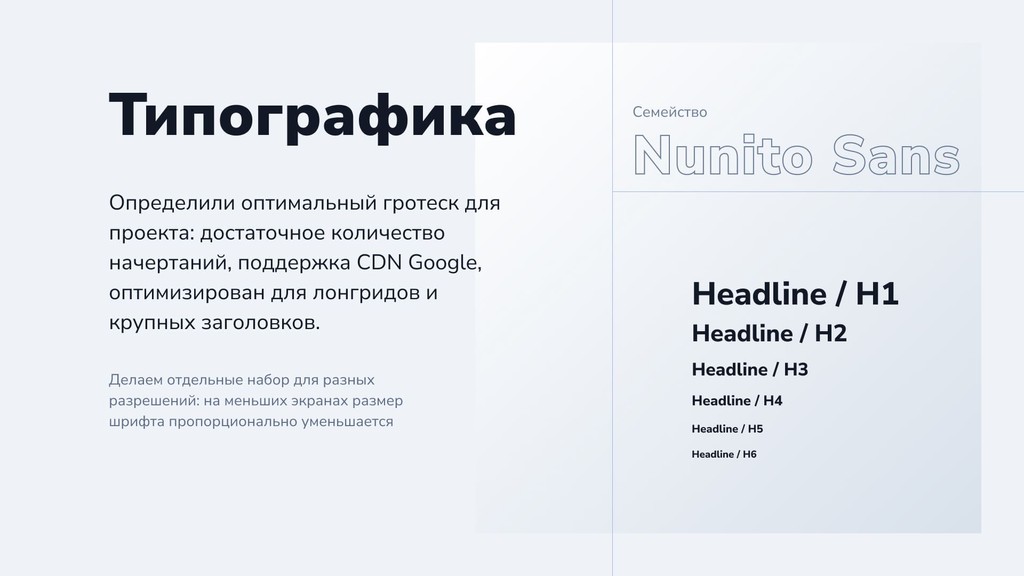 Типографика
Определили оптимальный гротеск для
проекта: достаточное количество
начертаний, поддержка CDN Google,
оптимизирован для лонгридов и
крупных заголовков.
Делаем отдельные набор для разных
разрешений: на меньших экранах размер
шрифта пропорционально уменьшается
Семейство
Nunito Sans
Headline / H1
Headline / H2
Headline / H3
Headline / H4
Headline / H5
Headline / H6